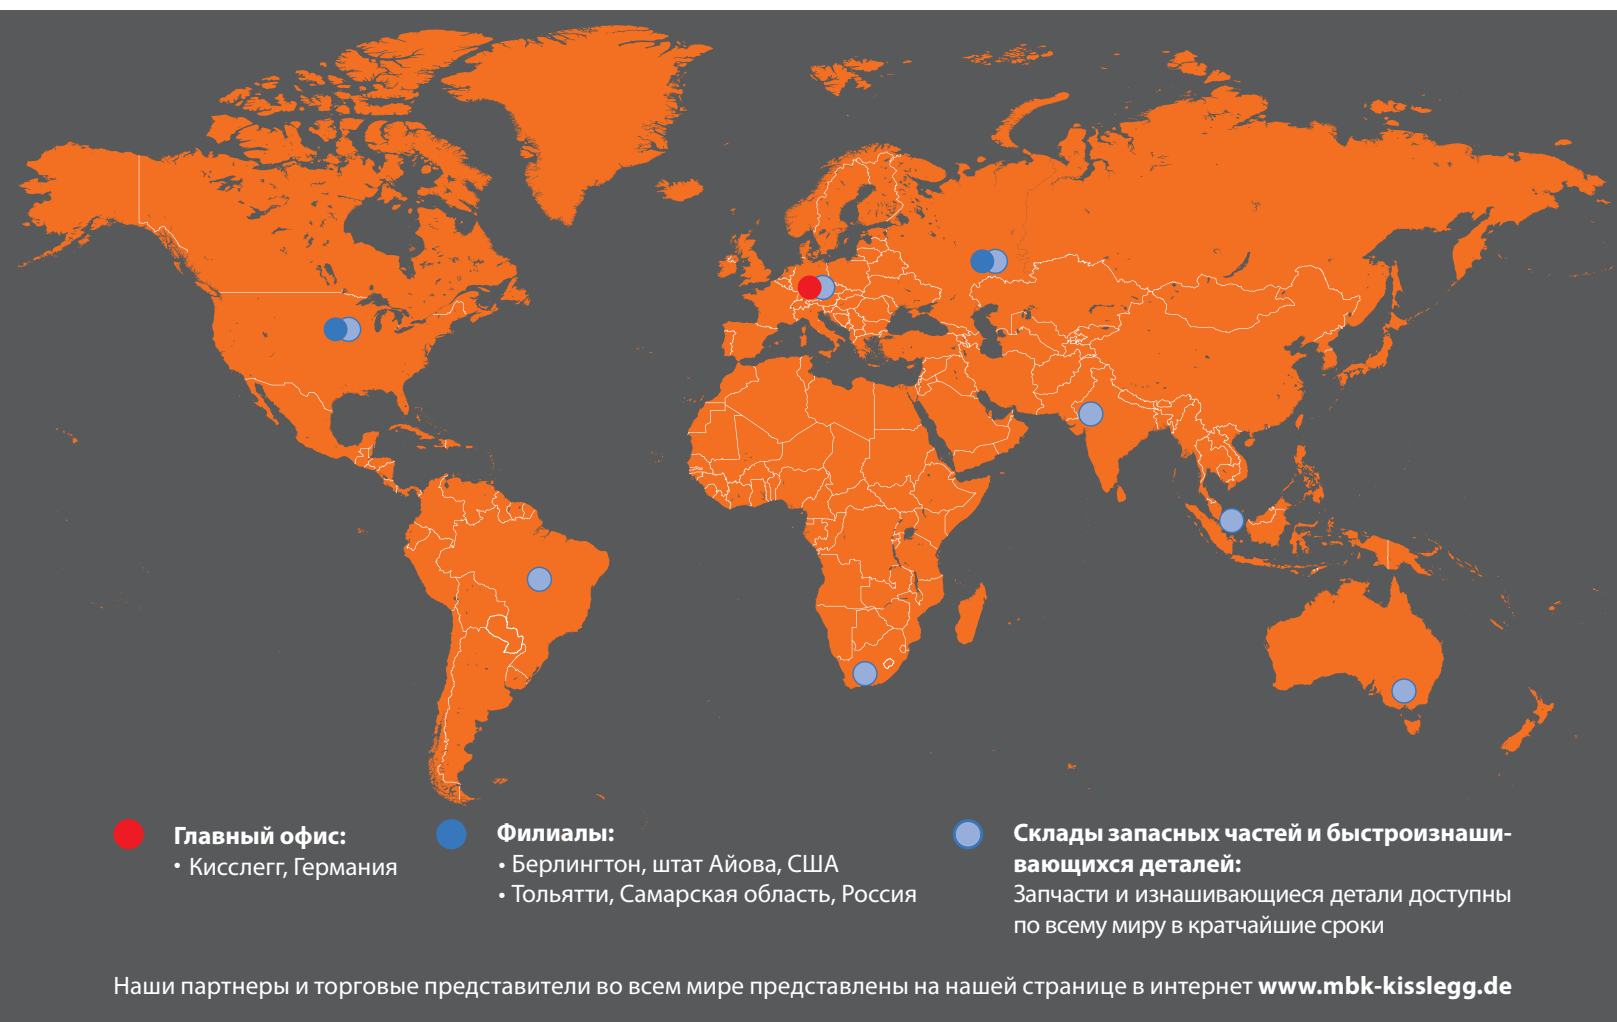 Главный офис:
• Кисслегг, Германия
Филиалы:
• Берлингтон, штат Айова, США
• Тольятти, Самарская область, Россия
Склады запасных частей и быстроизнаши-
вающихся деталей:
Запчасти и изнашивающиеся детали доступны
по всему миру в кратчайшие сроки
Наши партнеры и торговые представители во всем мире представлены на нашей странице в интернет www.mbk-kisslegg.de